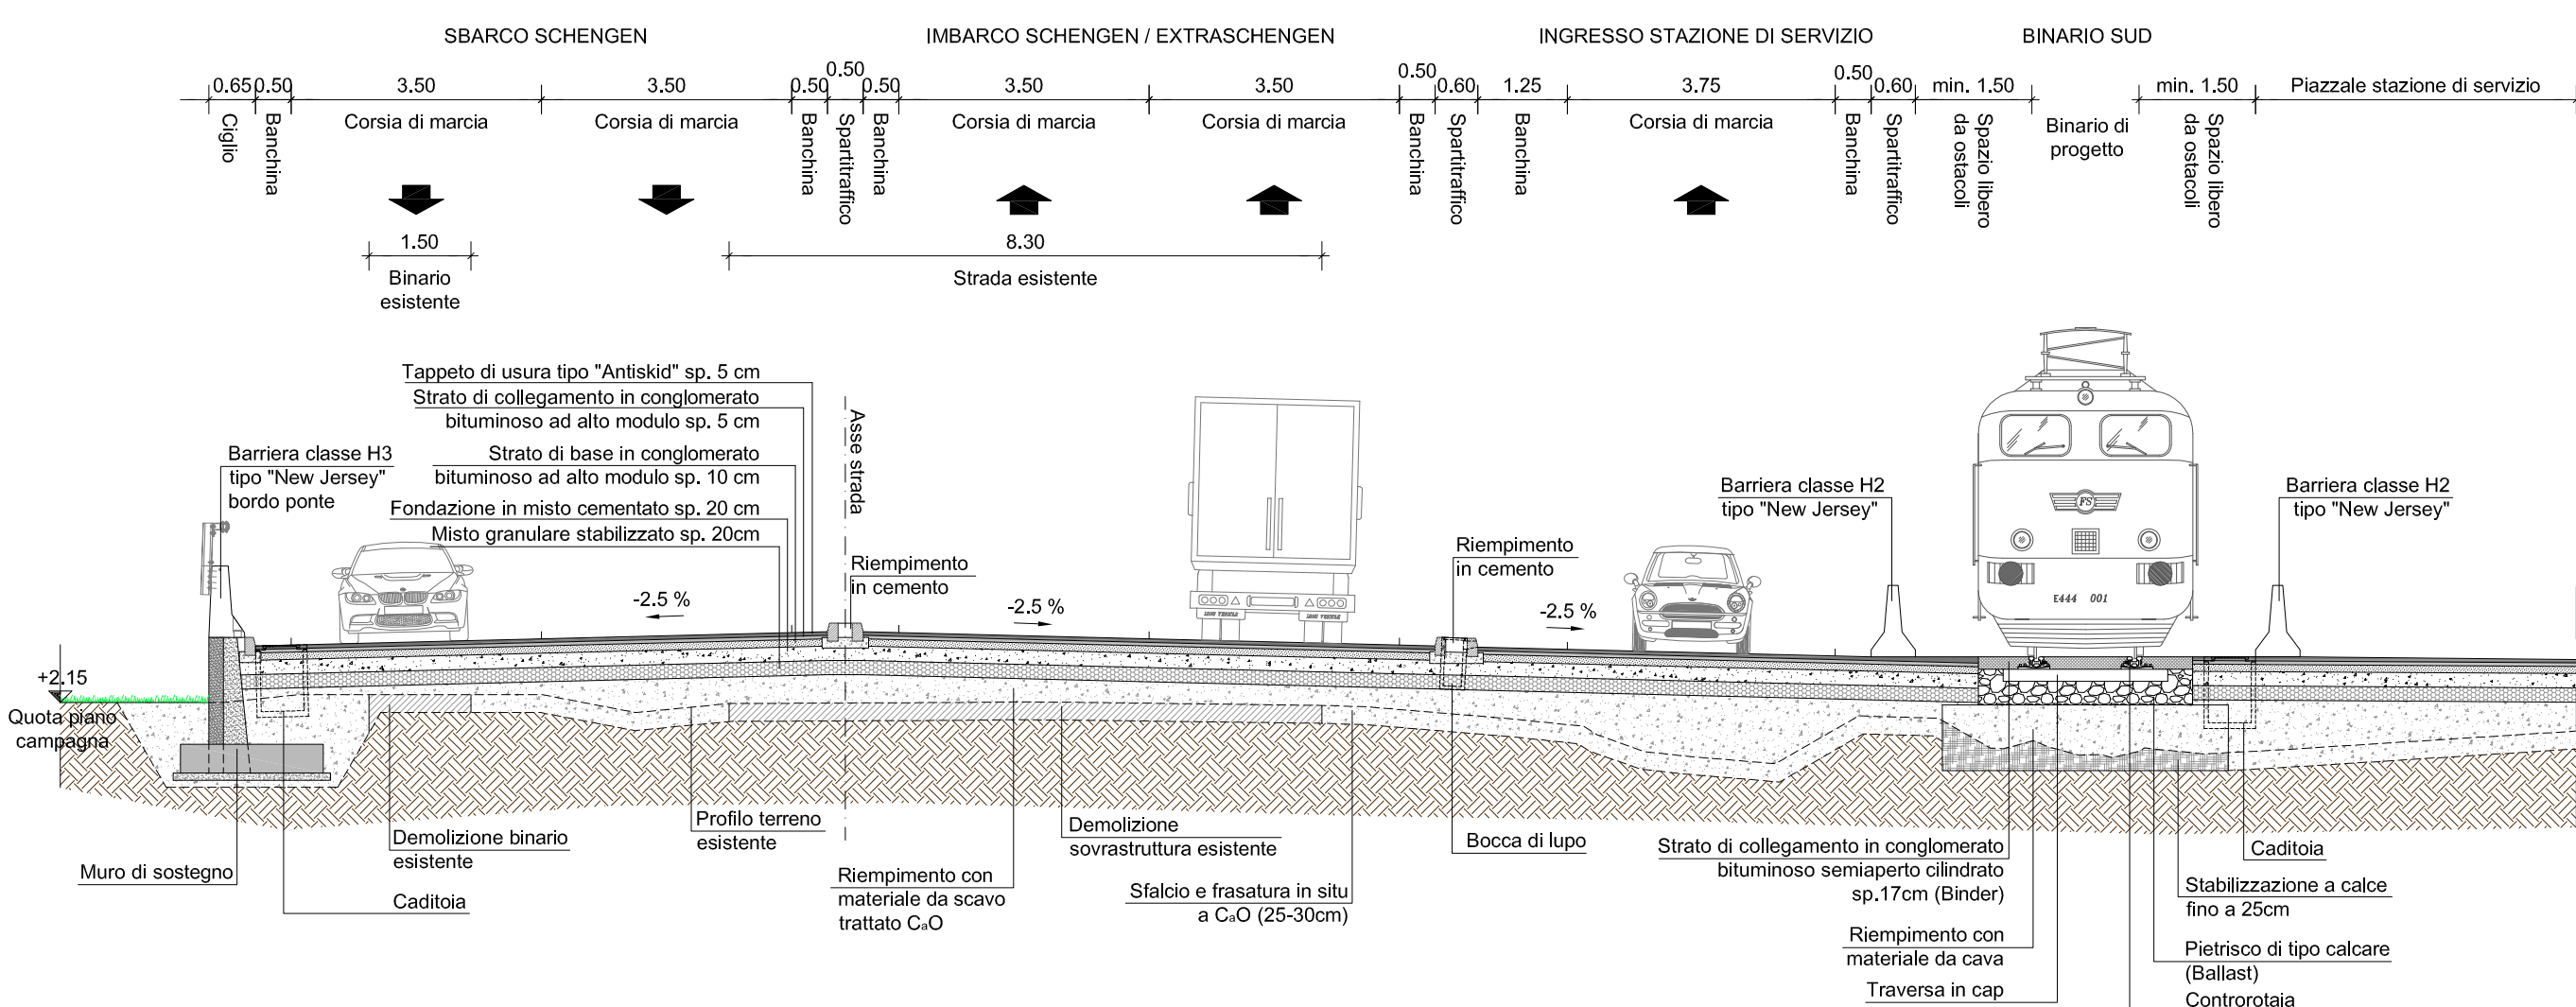 SBARCO SCHENGEN
IMBARCO SCHENGEN / EXTRASCHENGEN
INGRESSO STAZIONE DI SERVIZIO
BINARIO SUD
0.65
0.50
3.50
3.50
0.50
0.50
0.50
3.50
3.50
0.50
0.60
1.25
3.75
0.50
0.60
min. 1.50
min. 1.50
Piazzale stazione di servizio
Ciglio
Banchina
Corsia di marcia
Corsia di marcia
Banchina
Spartitraffico
Banchina
Corsia di marcia
Corsia di marcia
Banchina
Spartitraffico
Banchina
Corsia di marcia
Banchina
Spartitraffico
Spazio libero
da ostacoli
Binario di
progetto
Spazio libero
da ostacoli
1.50
Binario
esistente
8.30
Strada esistente
Tappeto di usura tipo "Antiskid" sp. 5 cm
Strato di collegamento in conglomerato
bituminoso ad alto modulo sp. 5 cm
Strato di base in conglomerato
bituminoso ad alto modulo sp. 10 cm
Fondazione in misto cementato sp. 20 cm
Misto granulare stabilizzato sp. 20cm
Asse strada
Barriera classe H3
tipo "New Jersey"
bordo ponte
Riempimento
in cemento
Riempimento
in cemento
Barriera classe H2
tipo "New Jersey"
Barriera classe H2
tipo "New Jersey"
FS
E444 001
LONG VEHICLE
LONG VEHICLE
-2.5 %
-2.5 %
-2.5 %
+2.15
Quota piano
campagna
Muro di sostegno
Caditoia
Demolizione binario
esistente
Profilo terreno
esistente
Riempimento con
materiale da scavo
trattato CaO
Demolizione
sovrastruttura esistente
Sfalcio e frasatura in situ
a CaO (25-30cm)
Bocca di lupo
Strato di collegamento in conglomerato
bituminoso semiaperto cilindrato
sp.17cm (Binder)
Riempimento con
materiale da cava
Traversa in cap
Caditoia
Stabilizzazione a calce
fino a 25cm
Pietrisco di tipo calcare
(Ballast)
Controrotaia